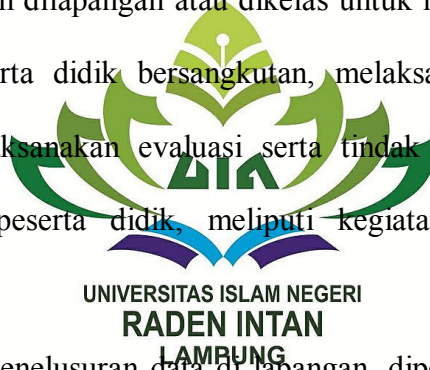 dilapangan atau dikelas untuk
rta didik bersangkutan, melaksa
ksanakan evaluasi serta tindak
peserta didik, meliputi kegiata
UIN
UNIVERSITAS ISLAM NEGERI
RADEN INTAN
LAMPUNG
enelusuran data di lapangan, dip